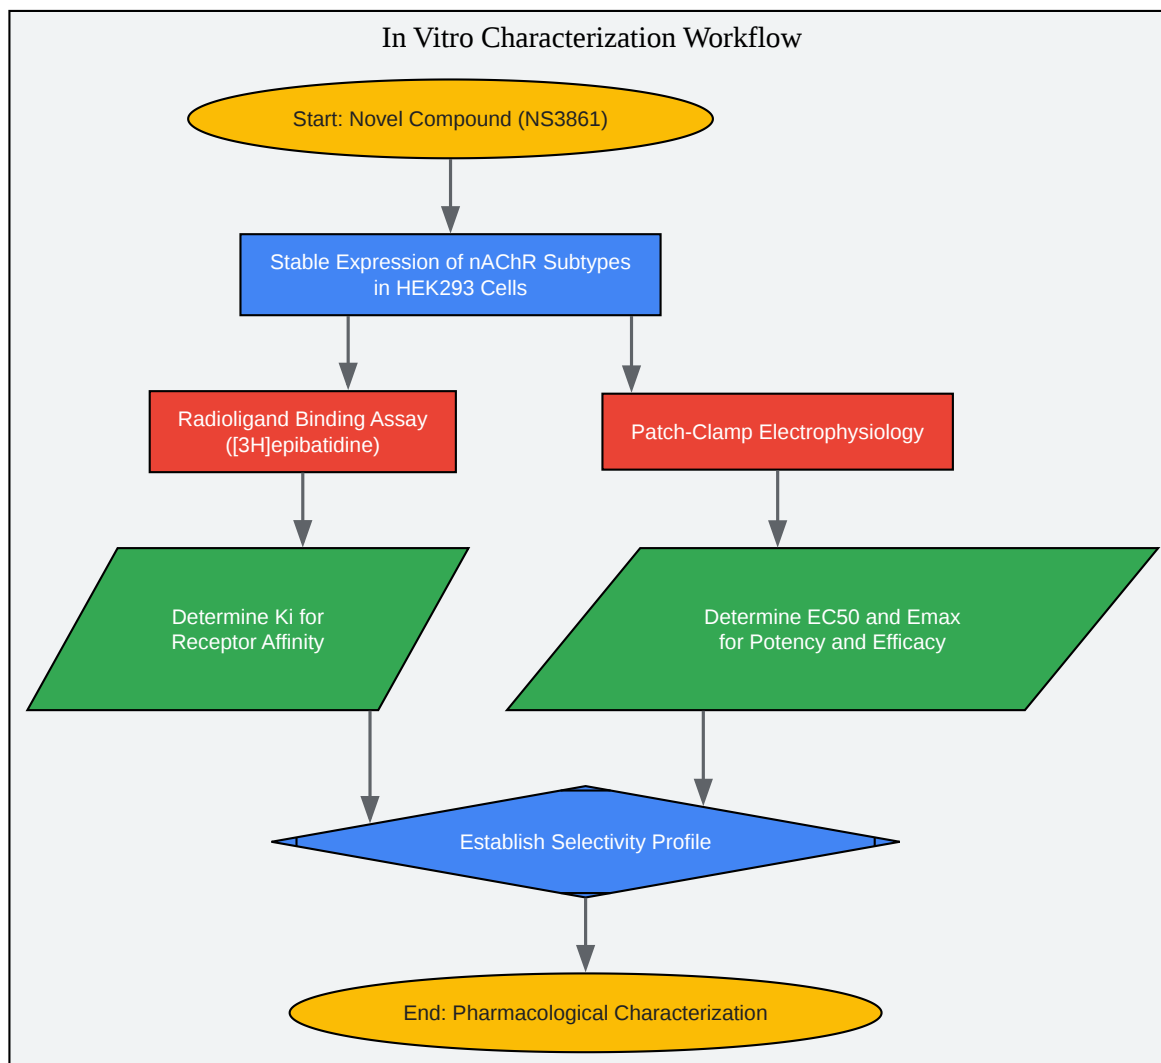 In Vitro Characterization Workflow
Start: Novel Compound (NS3861)
Stable Expression of nAChR Subtypes
in HEK293 Cells
Radioligand Binding Assay
([3H]epibatidine)
Patch-Clamp Electrophysiology
Determine Ki for
Receptor Affinity
Determine EC50 and Emax
for Potency and Efficacy
Establish Selectivity Profile
End: Pharmacological Characterization